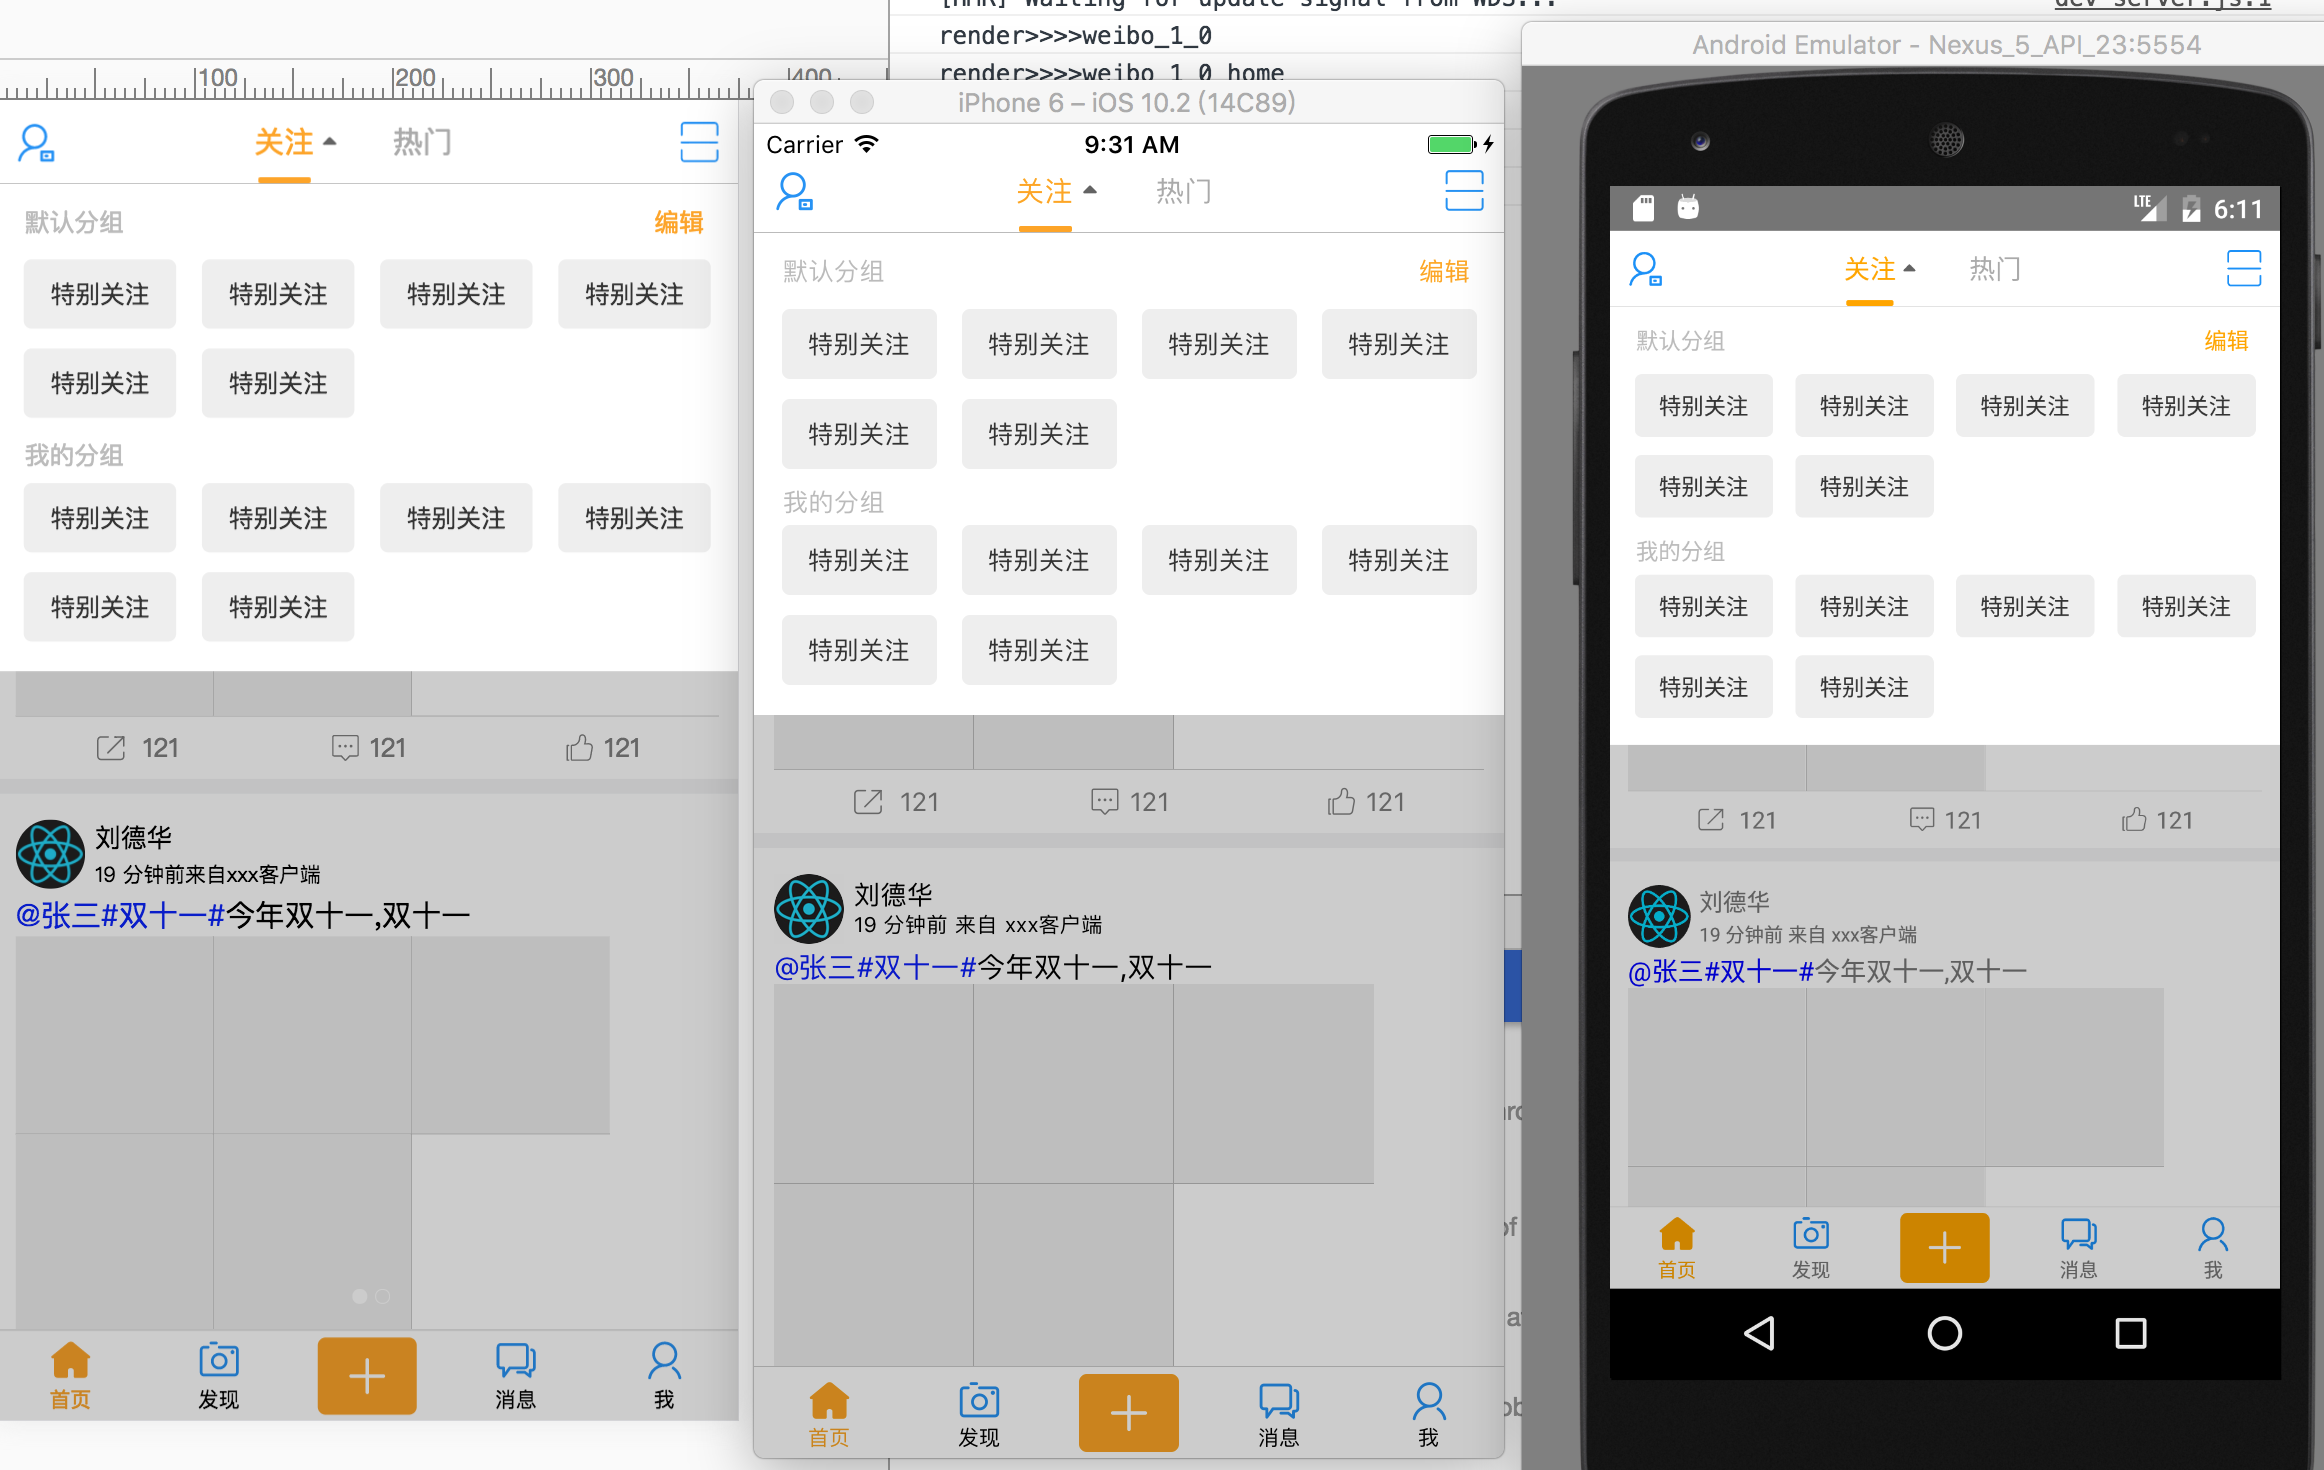 render>>>>weibo_1_0
render>>>>weibo_1_0 home
100 200 300 400
关注 热门
默认分组 编辑
特别关注 特别关注 特别关注 特别关注
特别关注 特别关注
我的分组
特别关注 特别关注 特别关注 特别关注
特别关注 特别关注
121 121 121
刘德华
19 分钟前来自xxx客户端
@张三#双十一#今年双十一,双十一
首页 发现 消息 我
iPhone 6 – iOS 10.2 (14C89)
Carrier 9:31 AM
关注 热门
默认分组 编辑
特别关注 特别关注 特别关注 特别关注
特别关注 特别关注
我的分组
特别关注 特别关注 特别关注 特别关注
特别关注 特别关注
121 121 121
刘德华
19 分钟前 来自 xxx客户端
@张三#双十一#今年双十一,双十一
首页 发现 消息 我
Android Emulator - Nexus_5_API_23:5554
LTE 6:11
关注 热门
默认分组 编辑
特别关注 特别关注 特别关注 特别关注
特别关注 特别关注
我的分组
特别关注 特别关注 特别关注 特别关注
特别关注 特别关注
121 121 121
刘德华
19 分钟前 来自 xxx客户端
@张三#双十一#今年双十一,双十一
首页 发现 消息 我